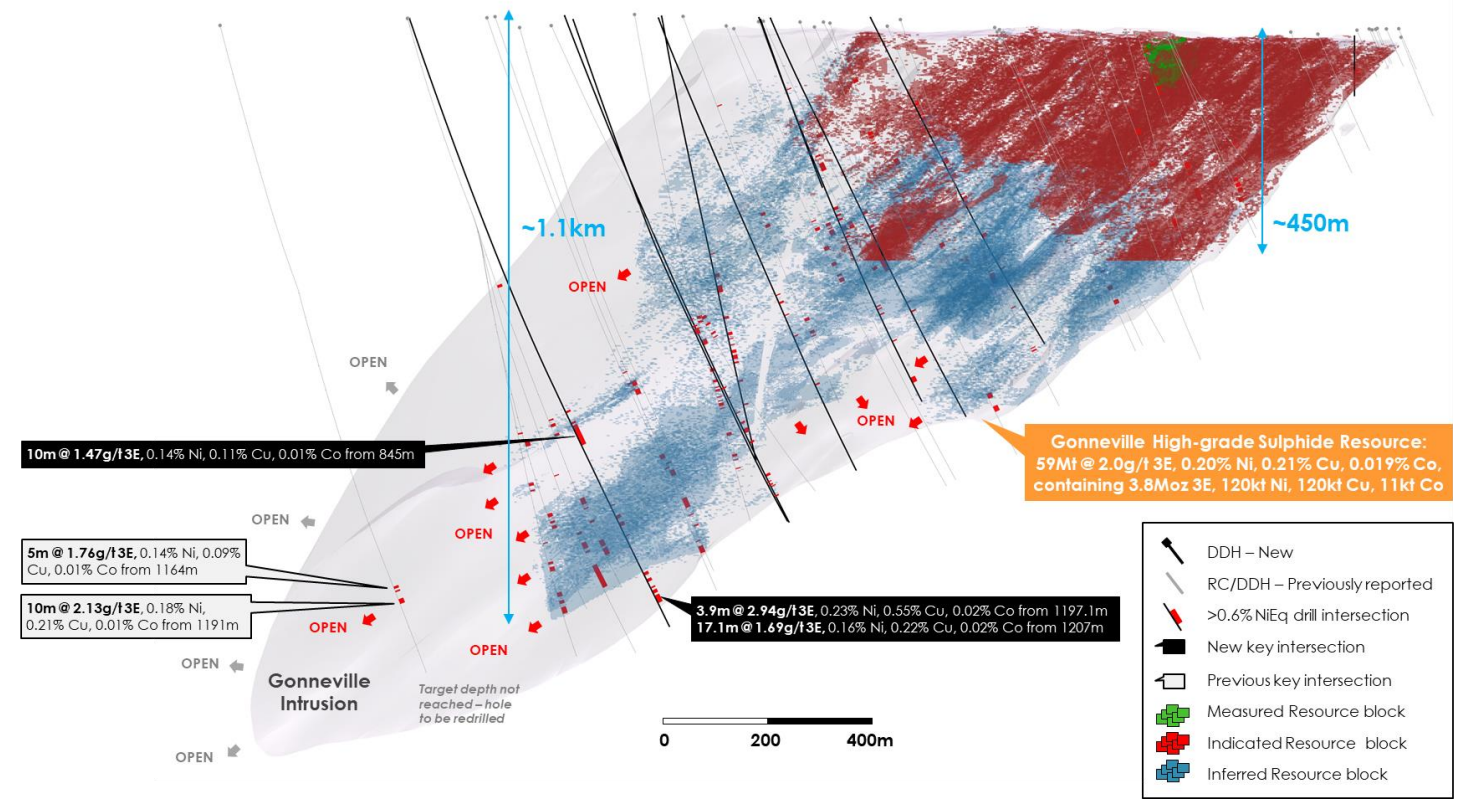 ~1.1km
~450m
OPEN
OPEN
OPEN
10m @ 1.47g/t 3E, 0.14% Ni, 0.11% Cu, 0.01% Co from 845m
Gonneville High-grade Sulphide Resource:
59Mt @ 2.0g/t 3E, 0.20% Ni, 0.21% Cu, 0.019% Co,
containing 3.8Moz 3E, 120kt Ni, 120kt Cu, 11kt Co
OPEN
OPEN
5m @ 1.76g/t 3E, 0.14% Ni, 0.09%
Cu, 0.01% Co from 1164m
10m @ 2.13g/t 3E, 0.18% Ni,
0.21% Cu, 0.01% Co from 1191m
3.9m @ 2.94g/t 3E, 0.23% Ni, 0.55% Cu, 0.02% Co from 1197.1m
17.1m @ 1.69g/t 3E, 0.16% Ni, 0.22% Cu, 0.02% Co from 1207m
OPEN
OPEN
OPEN
Gonneville
Intrusion
Target depth not
reached – hole
to be redrilled
OPEN
0 200 400m
DDH – New
RC/DDH – Previously reported
>0.6% NiEq drill intersection
New key intersection
Previous key intersection
Measured Resource block
Indicated Resource block
Inferred Resource block